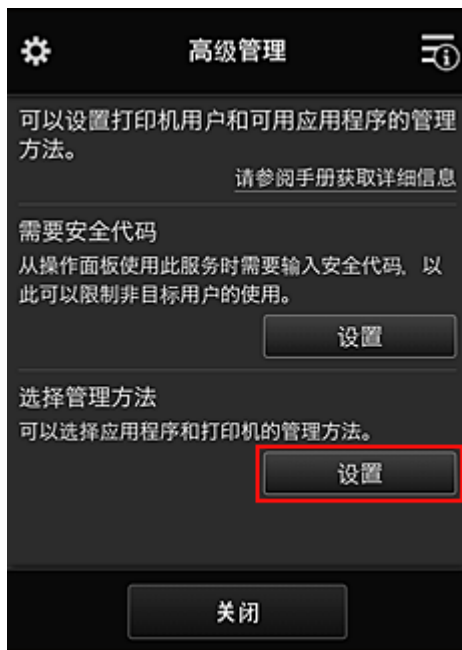 高级管理
可以设置打印机用户和可用应用程序的管理
方法。
请参阅手册获取详细信息
需要安全代码
从操作面板使用此服务时需要输入安全代码，以
此可以限制非目标用户的使用。
设置
选择管理方法
可以选择应用程序和打印机的管理方法。
设置
关闭